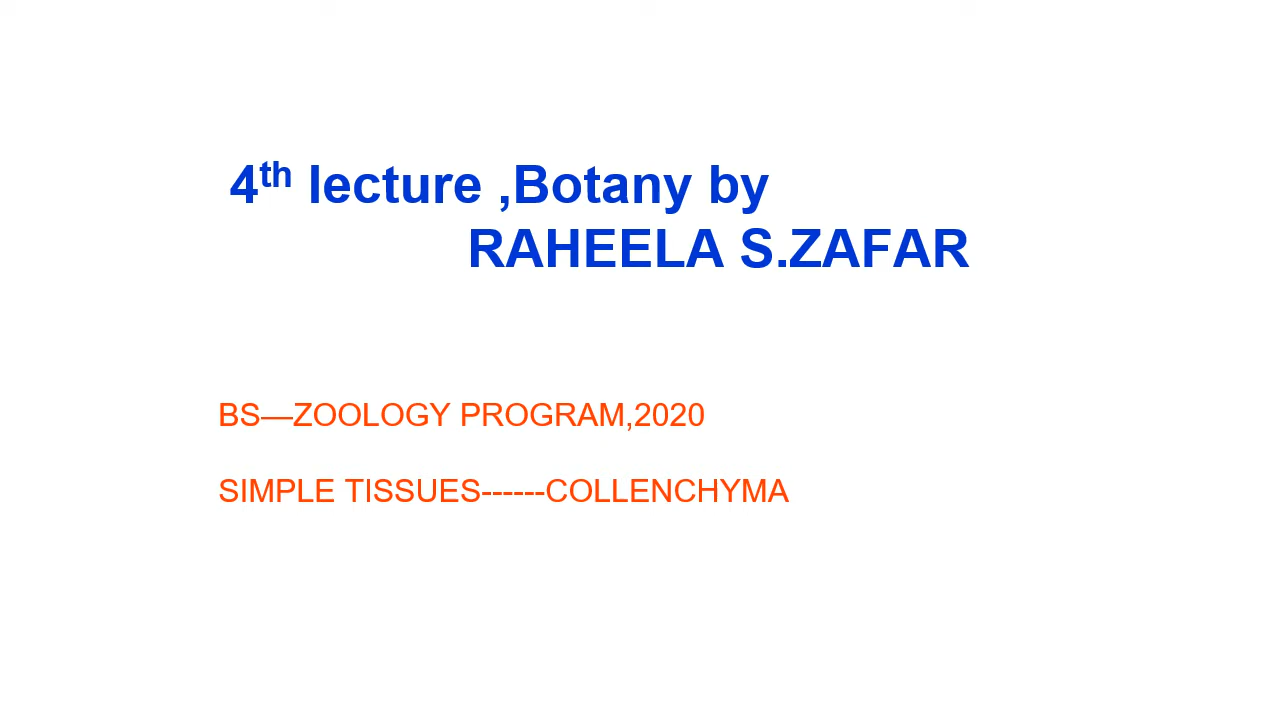 4th lecture ,Botany by
RAHEELA S.ZAFAR
BS—ZOOLOGY PROGRAM,2020
SIMPLE TISSUES------COLLENCHYMA